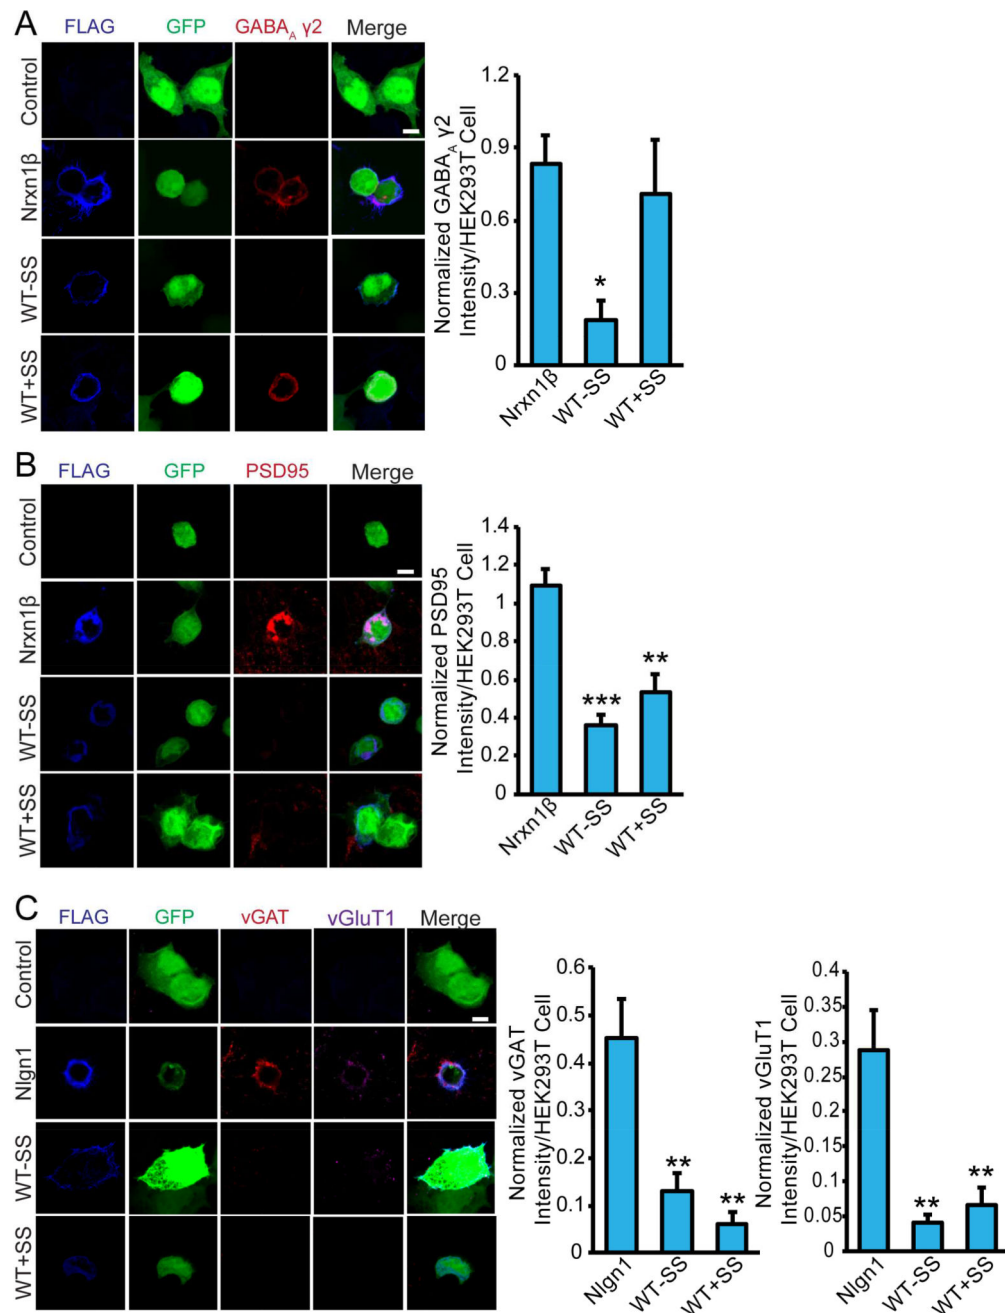 A
FLAG GFP GABAA γ2 Merge
Control
Nrxn1β
WT-SS
WT+SS
Normalized GABAA γ2
Intensity/HEK293T Cell
1.2
0.9
0.6
0.3
0
*
Nrxn1β WT-SS WT+SS
B
FLAG GFP PSD95 Merge
Control
Nrxn1β
WT-SS
WT+SS
Normalized PSD95
Intensity/HEK293T Cell
1.4
1.2
1
0.8
0.6
0.4
0.2
0
*** **
Nrxn1β WT-SS WT+SS
C
FLAG GFP vGAT vGluT1 Merge
Control
Nlgn1
WT-SS
WT+SS
Normalized vGAT
Intensity/HEK293T Cell
0.6
0.5
0.4
0.3
0.2
0.1
0
** **
Nlgn1 WT-SS WT+SS
Normalized vGluT1
Intensity/HEK293T Cell
0.4
0.35
0.3
0.25
0.2
0.15
0.1
0.05
0
** **
Nlgn1 WT-SS WT+SS